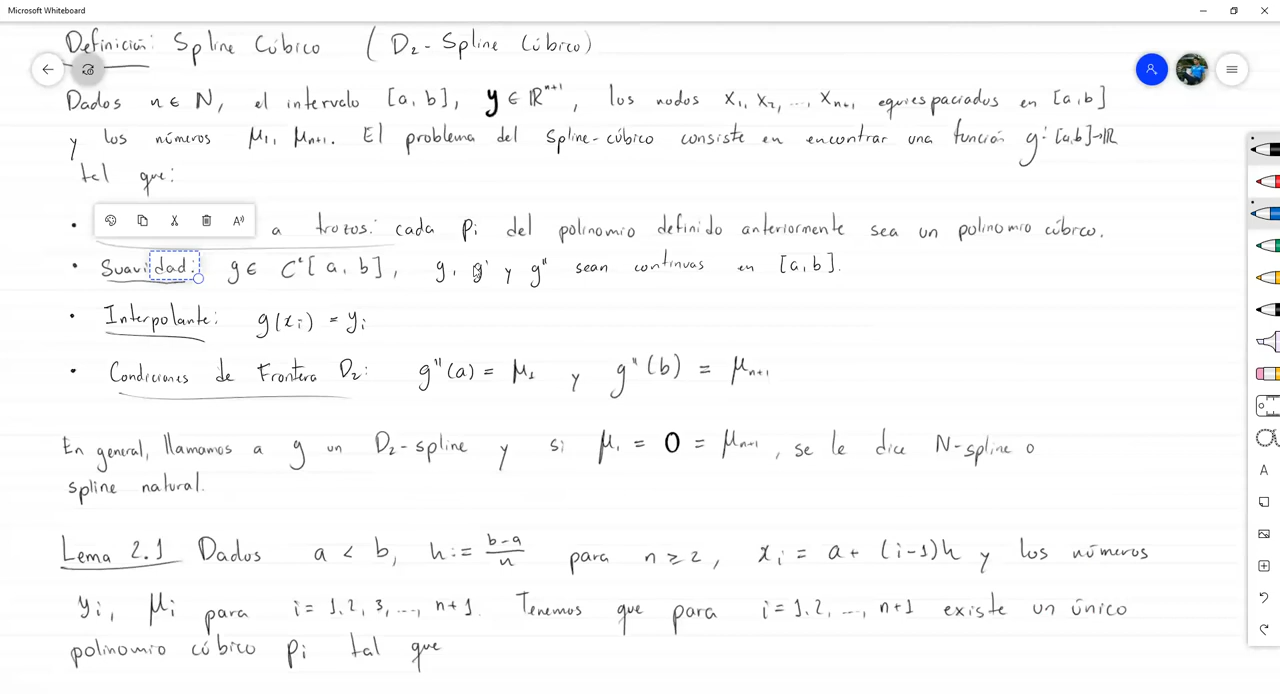 Microsoft Whiteboard
Definición: Spline Cúbico ( D₂ - Spline Cúbico)
Dados n ∈ N, el intervalo [a, b], y ∈ ℝⁿ⁺¹, los nodos x₁, x₂, ..., xₙ₊₁ equiespaciados en [a, b]
y los números μ₁, μₙ₊₁. El problema del spline-cúbico consiste en encontrar una función g: [a,b]→ℝ
tal que:
• a trozos: cada pᵢ del polinomio definido anteriormente sea un polinomio cúbico.
• Suavidad: g ∈ C²[a, b], g, g' y g'' sean continuas en [a, b].
• Interpolante: g(xᵢ) = yᵢ
• Condiciones de Frontera D₂: g''(a) = μ₁ y g''(b) = μₙ₊₁
En general, llamamos a g un D₂-spline y si μ₁ = 0 = μₙ₊₁, se le dice N-spline o
spline natural.
Lema 2.1 Dados a < b, h := (b-a)/n para n ≥ 2, xᵢ = a + (i-1)h y los números
yᵢ, μᵢ para i = 1, 2, 3, ..., n+1. Tenemos que para i = 1, 2, ..., n+1 existe un único
polinomio cúbico pᵢ tal que